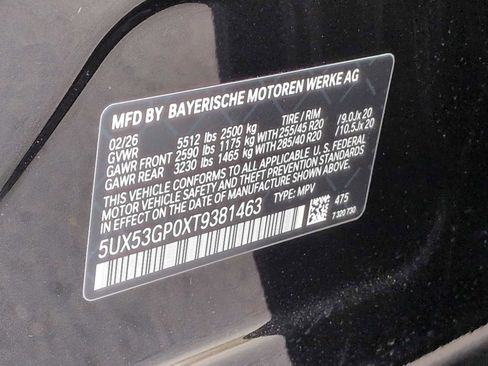 MFD BY BAYERISCHE MOTOREN WERKE AG
02/26 5512 lbs 2500 kg TIRE / RIM
GVWR
GAWR FRONT 2590 lbs 1175 kg WITH 255/45 R20 /9.0Jx20
GAWR REAR 3230 lbs 1465 kg WITH 285/40 R20 /10.5Jx20
THIS VEHICLE CONFORMS TO ALL APPLICABLE U.S. FEDERAL
MOTOR VEHICLE SAFETY AND THEFT PREVENTION STANDARDS
IN EFFECT ON THE DATE OF MANUFACTURE SHOWN ABOVE.
5UX53GP0XT9381463 TYPE: MPV 475
7 320 730